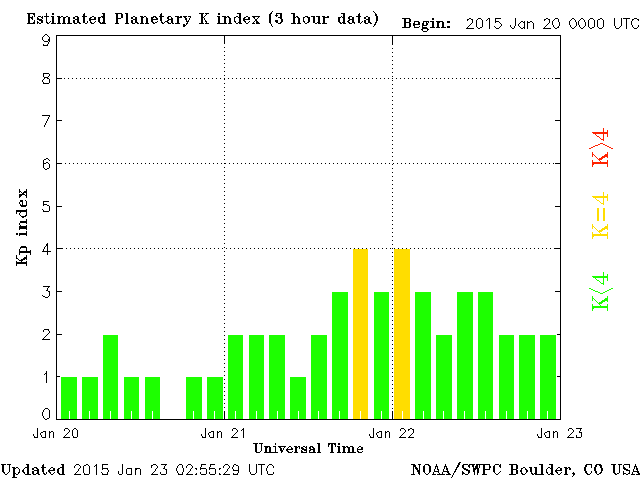 Estimated Planetary K index (3 hour data)
Begin: 2015 Jan 20 0000 UTC
9
8
7
6
5
4
3
2
1
0
Kp index
Jan 20
Jan 21
Jan 22
Jan 23
Universal Time
K>4
K=4
K<4
Updated 2015 Jan 23 02:55:29 UTC
NOAA/SWPC Boulder, CO USA